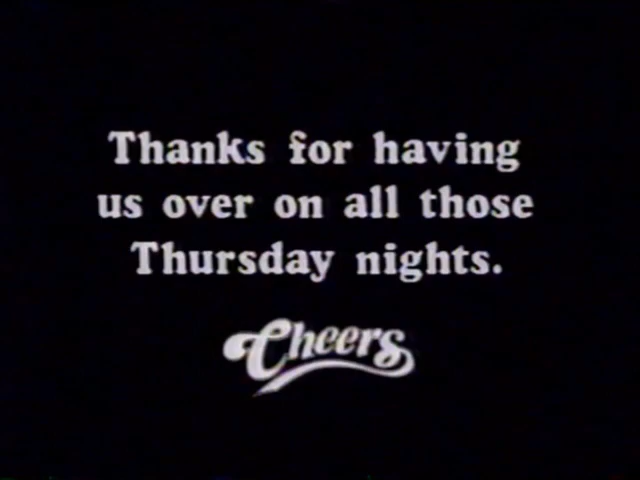 Thanks for having
us over on all those
Thursday nights.
Cheers